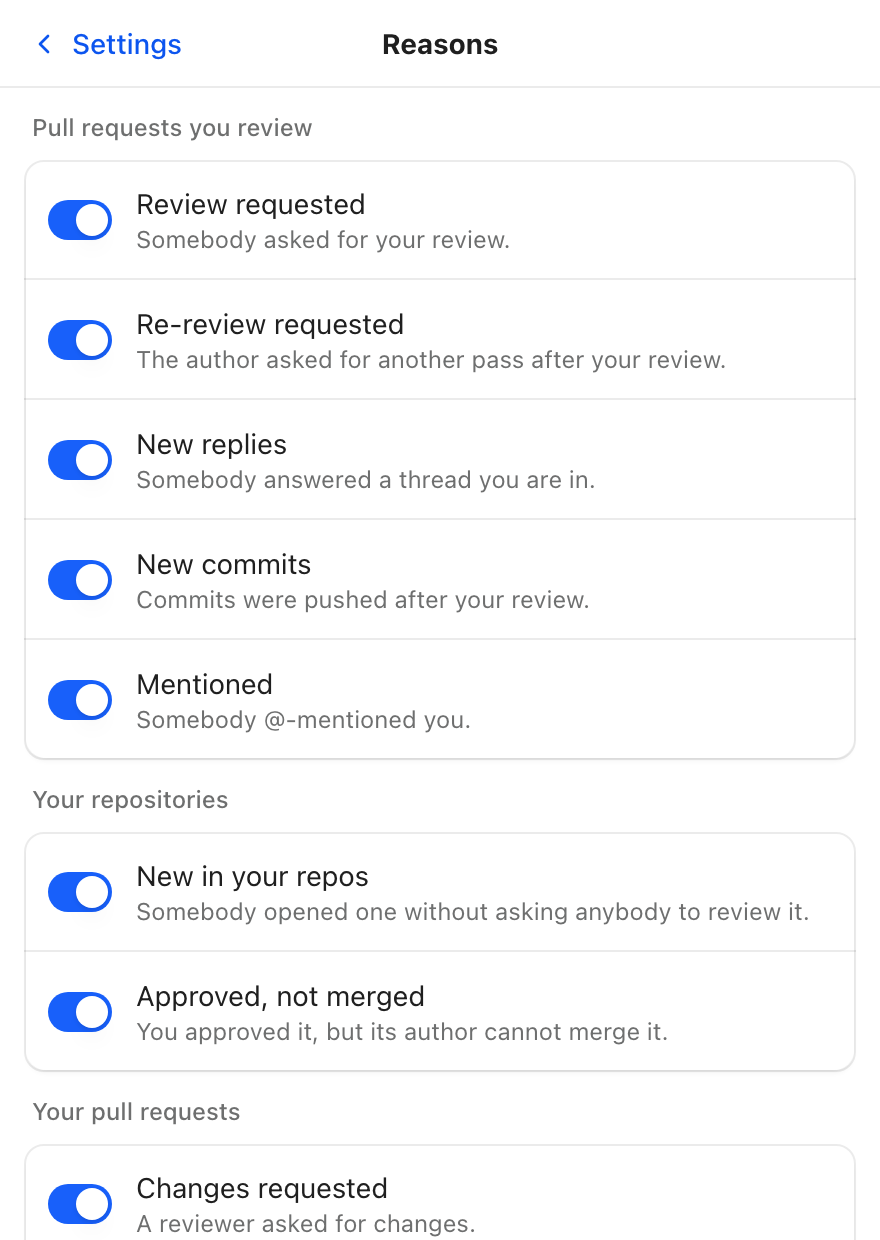 Settings
Reasons
Pull requests you review
Review requested
Somebody asked for your review.
Re-review requested
The author asked for another pass after your review.
New replies
Somebody answered a thread you are in.
New commits
Commits were pushed after your review.
Mentioned
Somebody @-mentioned you.
Your repositories
New in your repos
Somebody opened one without asking anybody to review it.
Approved, not merged
You approved it, but its author cannot merge it.
Your pull requests
Changes requested
A reviewer asked for changes.